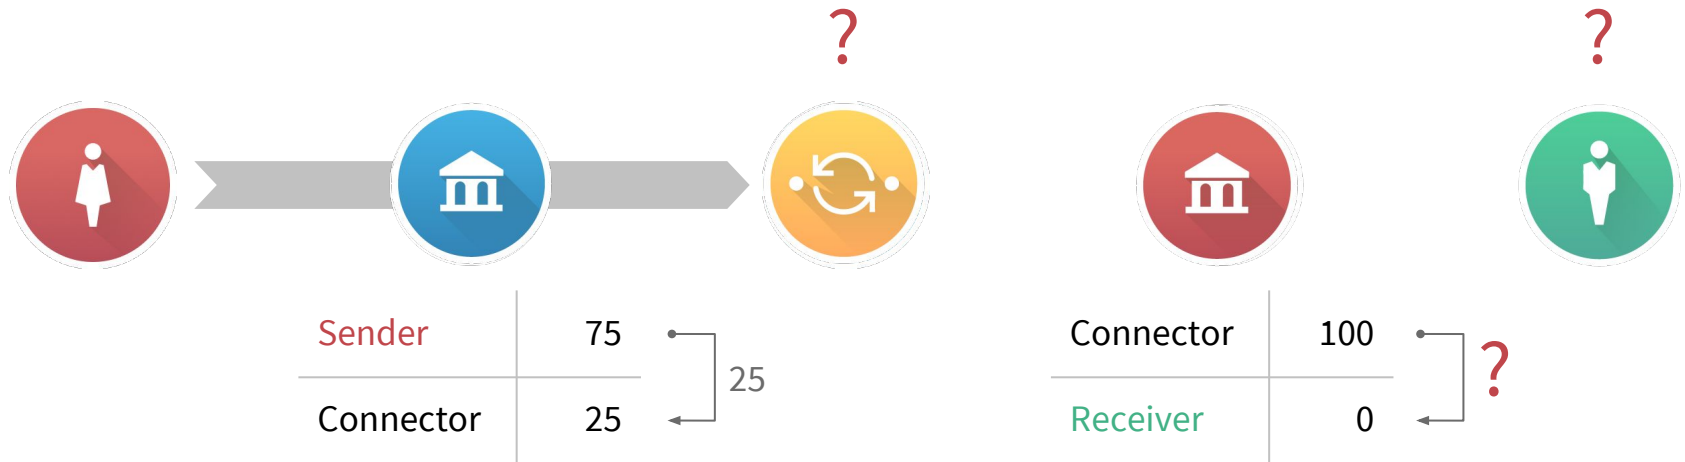 ? ?
Sender 75
25
Connector 25
Connector 100
?
Receiver 0